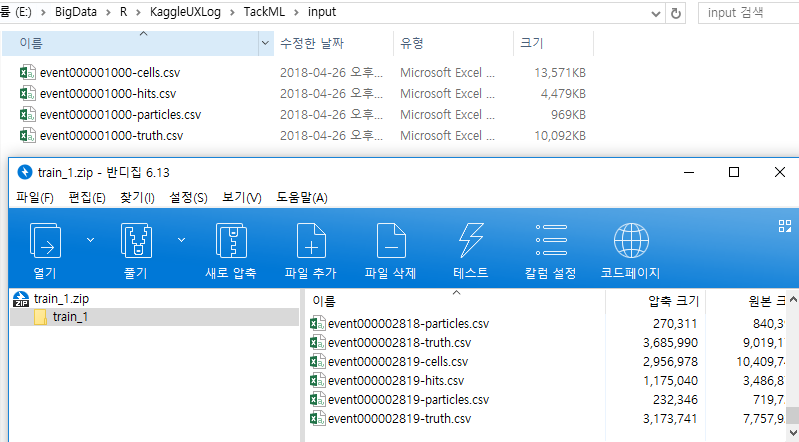 륨 (E:) > BigData > R > KaggleUXLog > TackML > input
input 검색
이름 수정한 날짜 유형 크기
event000001000-cells.csv 2018-04-26 오후... Microsoft Excel ... 13,571KB
event000001000-hits.csv 2018-04-26 오후... Microsoft Excel ... 4,479KB
event000001000-particles.csv 2018-04-26 오후... Microsoft Excel ... 969KB
event000001000-truth.csv 2018-04-26 오후... Microsoft Excel ... 10,092KB
train_1.zip - 반디집 6.13
파일(F) 편집(E) 찾기(I) 설정(S) 보기(V) 도움말(A)
열기 풀기 새로 압축 파일 추가 파일 삭제 테스트 칼럼 설정 코드페이지
ZIP train_1.zip
train_1
이름 압축 크기 원본 크
event000002818-particles.csv 270,311 840,39
event000002818-truth.csv 3,685,990 9,019,17
event000002819-cells.csv 2,956,978 10,409,74
event000002819-hits.csv 1,175,040 3,486,8
event000002819-particles.csv 232,346 719,7
event000002819-truth.csv 3,173,741 7,757,9